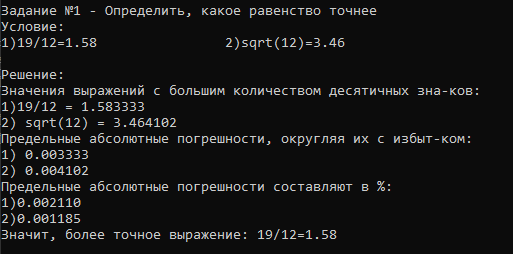 Задание №1 - Определить, какое равенство точнее
Условие:
1)19/12=1.58 2)sqrt(12)=3.46
Решение:
Значения выражений с большим количеством десятичных зна-ков:
1)19/12 = 1.583333
2) sqrt(12) = 3.464102
Предельные абсолютные погрешности, округляя их с избыт-ком:
1) 0.003333
2) 0.004102
Предельные абсолютные погрешности составляют в %:
1)0.002110
2)0.001185
Значит, более точное выражение: 19/12=1.58